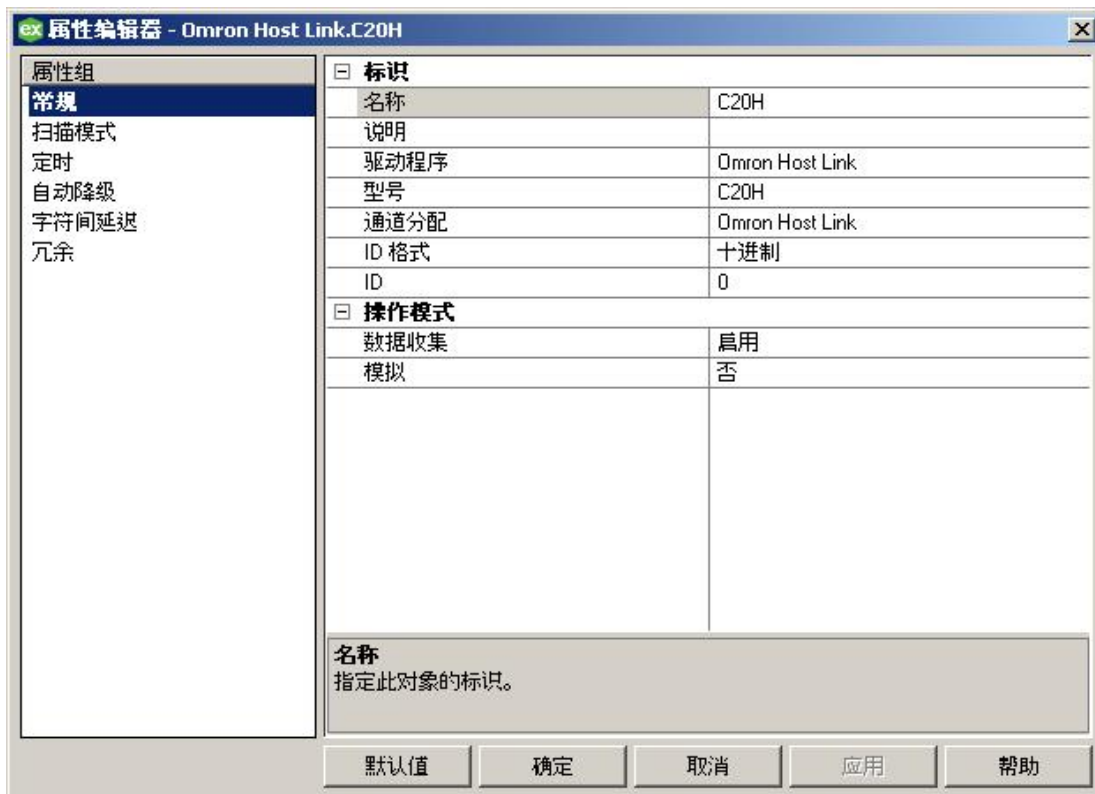 ex 属性编辑器 - Omron Host Link.C20H
属性组
常规
扫描模式
定时
自动降级
字符间延迟
冗余
标识
名称 C20H
说明
驱动程序 Omron Host Link
型号 C20H
通道分配 Omron Host Link
ID 格式 十进制
ID 0
操作模式
数据收集 启用
模拟 否
名称
指定此对象的标识。
默认值 确定 取消 应用 帮助